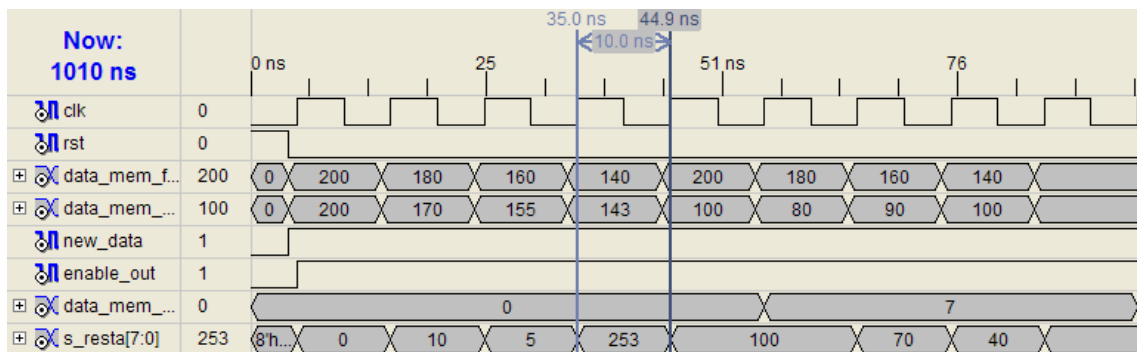 35.0 ns 44.9 ns
10.0 ns
Now:
1010 ns
0 ns 25 51 ns 76
clk 0
rst 0
data_mem_f... 200 0 200 180 160 140 200 180 160 140
data_mem_... 100 0 200 170 155 143 100 80 90 100
new_data 1
enable_out 1
data_mem_... 0 0 7
s_resta[7:0] 253 8'h... 0 10 5 253 100 70 40